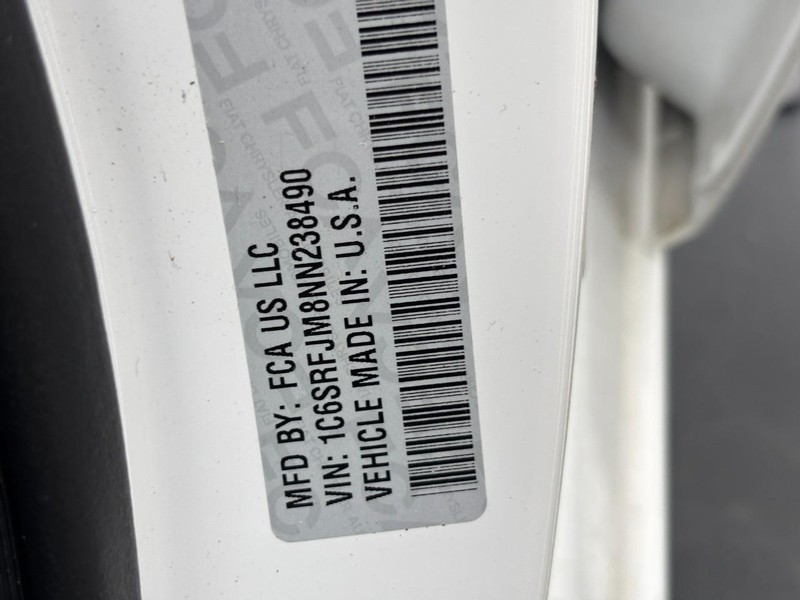 MFD BY: FCA US LLC
VIN: 1C6SRFJM8NN238490
VEHICLE MADE IN: U.S.A.